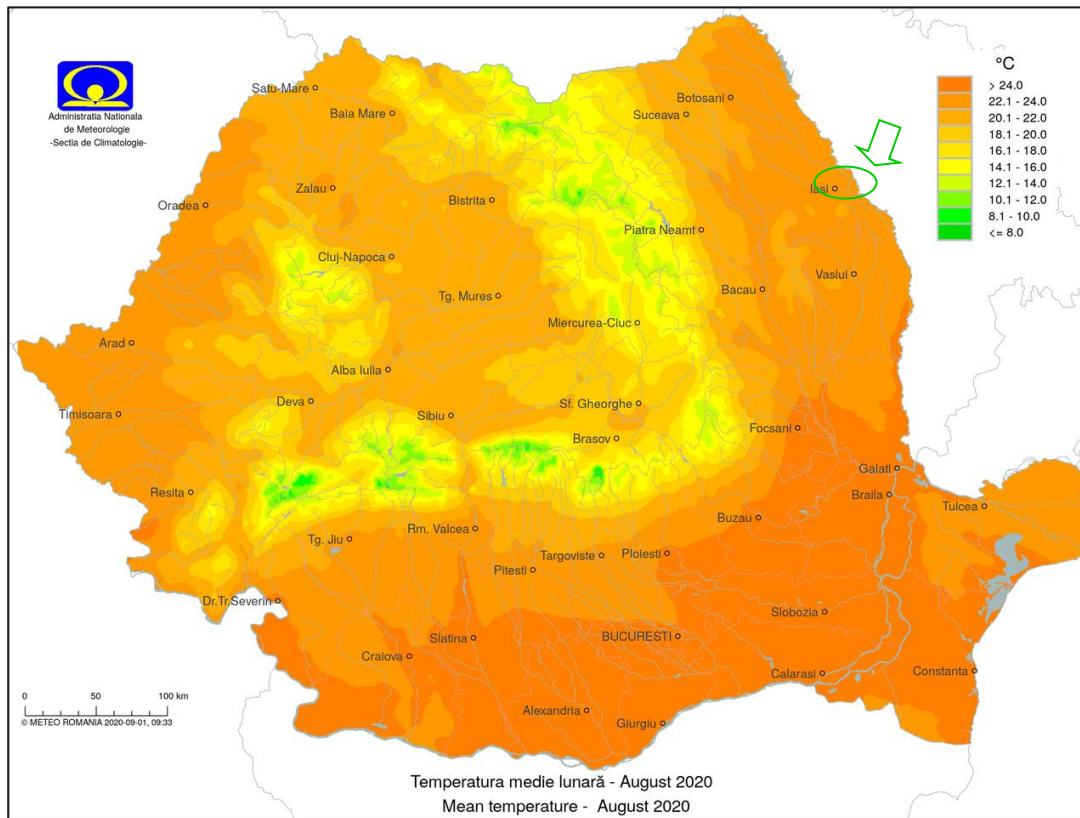 Administratia Nationala
de Meteorologie
-Sectia de Climatologie-
°C
> 24.0
22.1 - 24.0
20.1 - 22.0
18.1 - 20.0
16.1 - 18.0
14.1 - 16.0
12.1 - 14.0
10.1 - 12.0
8.1 - 10.0
<= 8.0
Satu-Mare
Baia Mare
Botosani
Suceava
Zalau
Iasi
Oradea
Bistrita
Piatra Neamt
Cluj-Napoca
Vaslui
Tg. Mures
Bacau
Miercurea-Ciuc
Arad
Alba Iulia
Deva
Sf. Gheorghe
Timisoara
Sibiu
Focsani
Brasov
Galati
Resita
Braila
Tulcea
Buzau
Rm. Valcea
Tg. Jiu
Targoviste
Ploiesti
Pitesti
Dr.Tr.Severin
Slobozia
Slatina
BUCURESTI
Craiova
Calarasi
Constanta
Alexandria
Giurgiu
0 50 100 km
© METEO ROMANIA 2020-09-01, 09:33
Temperatura medie lunară - August 2020
Mean temperature - August 2020